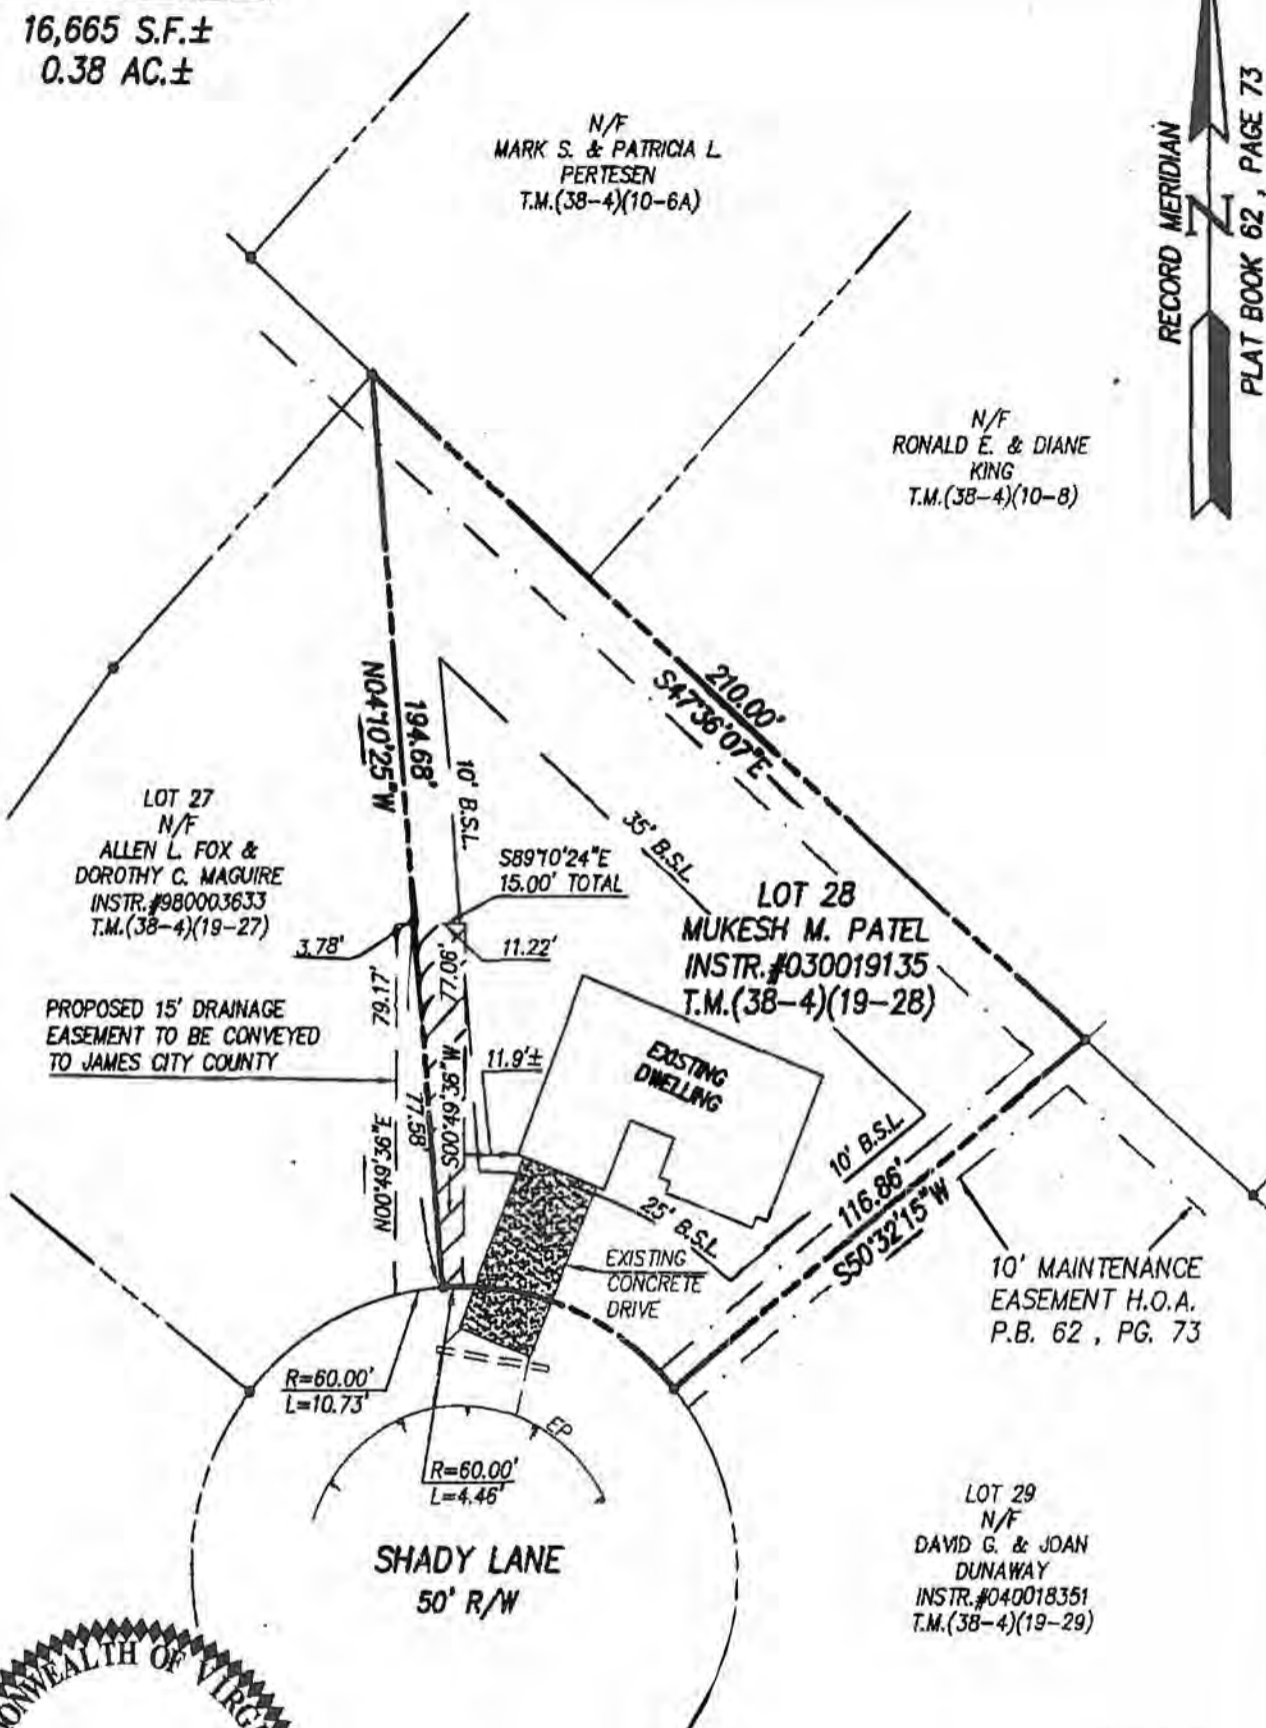 16,665 S.F.±
0.38 AC.±
N/F
MARK S. & PATRICIA L
PERTESEN
T.M.(38-4)(10-6A)
RECORD MERIDIAN
N
PLAT BOOK 62 , PAGE 73
N/F
RONALD E. & DIANE
KING
T.M.(38-4)(10-8)
210.00'
S47°36'07"E
194.68'
N04°10'25"W
10' B.S.L.
35' B.S.L.
LOT 27
N/F
ALLEN L. FOX &
DOROTHY C. MAGUIRE
INSTR.#980003633
T.M.(38-4)(19-27)
S89°10'24"E
15.00' TOTAL
LOT 28
MUKESH M. PATEL
INSTR.#030019135
T.M.(38-4)(19-28)
3.78'
11.22'
79.17'
77.06'
PROPOSED 15' DRAINAGE
EASEMENT TO BE CONVEYED
TO JAMES CITY COUNTY
11.9'±
EXISTING
DWELLING
77.58'
S00°49'36"W
N00°49'36"E
10' B.S.L.
116.86'
S50°32'15"W
25' B.S.L.
EXISTING
CONCRETE
DRIVE
10' MAINTENANCE
EASEMENT H.O.A.
P.B. 62 , PG. 73
R=60.00'
L=10.73'
EP
R=60.00'
L=4.46'
SHADY LANE
50' R/W
LOT 29
N/F
DAVID G. & JOAN
DUNAWAY
INSTR.#040018351
T.M.(38-4)(19-29)
ONWEALTH OF VIRG